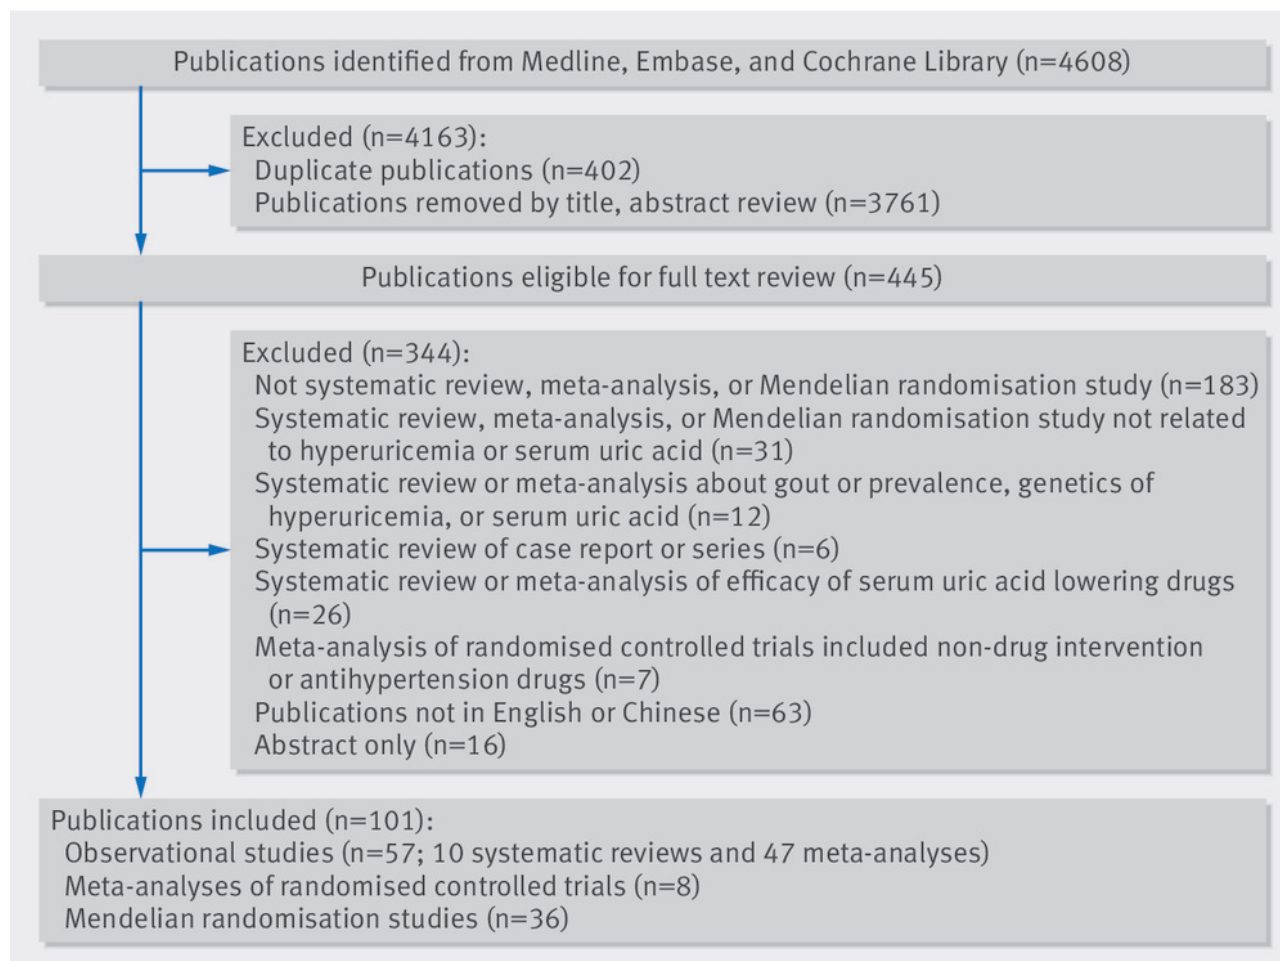 Publications identified from Medline, Embase, and Cochrane Library (n=4608)
Excluded (n=4163):
Duplicate publications (n=402)
Publications removed by title, abstract review (n=3761)
Publications eligible for full text review (n=445)
Excluded (n=344):
Not systematic review, meta-analysis, or Mendelian randomisation study (n=183)
Systematic review, meta-analysis, or Mendelian randomisation study not related
to hyperuricemia or serum uric acid (n=31)
Systematic review or meta-analysis about gout or prevalence, genetics of
hyperuricemia, or serum uric acid (n=12)
Systematic review of case report or series (n=6)
Systematic review or meta-analysis of efficacy of serum uric acid lowering drugs
(n=26)
Meta-analysis of randomised controlled trials included non-drug intervention
or antihypertension drugs (n=7)
Publications not in English or Chinese (n=63)
Abstract only (n=16)
Publications included (n=101):
Observational studies (n=57; 10 systematic reviews and 47 meta-analyses)
Meta-analyses of randomised controlled trials (n=8)
Mendelian randomisation studies (n=36)